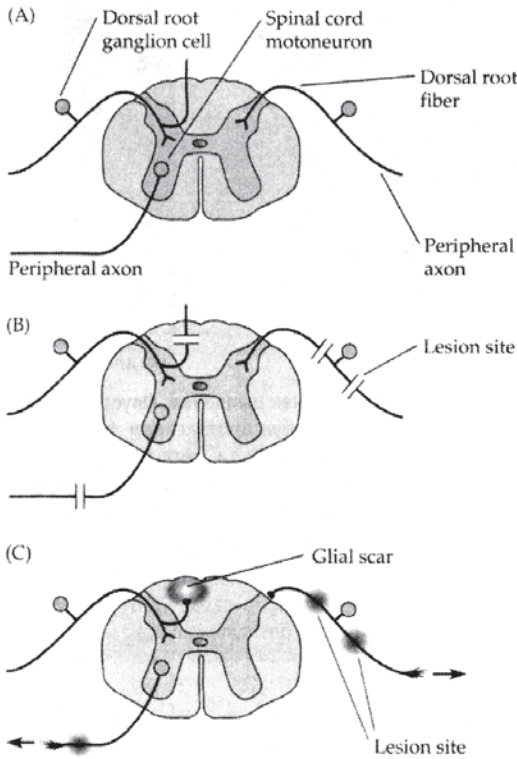 (A)
Dorsal root
ganglion cell
Spinal cord
motoneuron
Dorsal root
fiber
Peripheral axon
Peripheral
axon
(B)
Lesion site
(C)
Glial scar
Lesion site